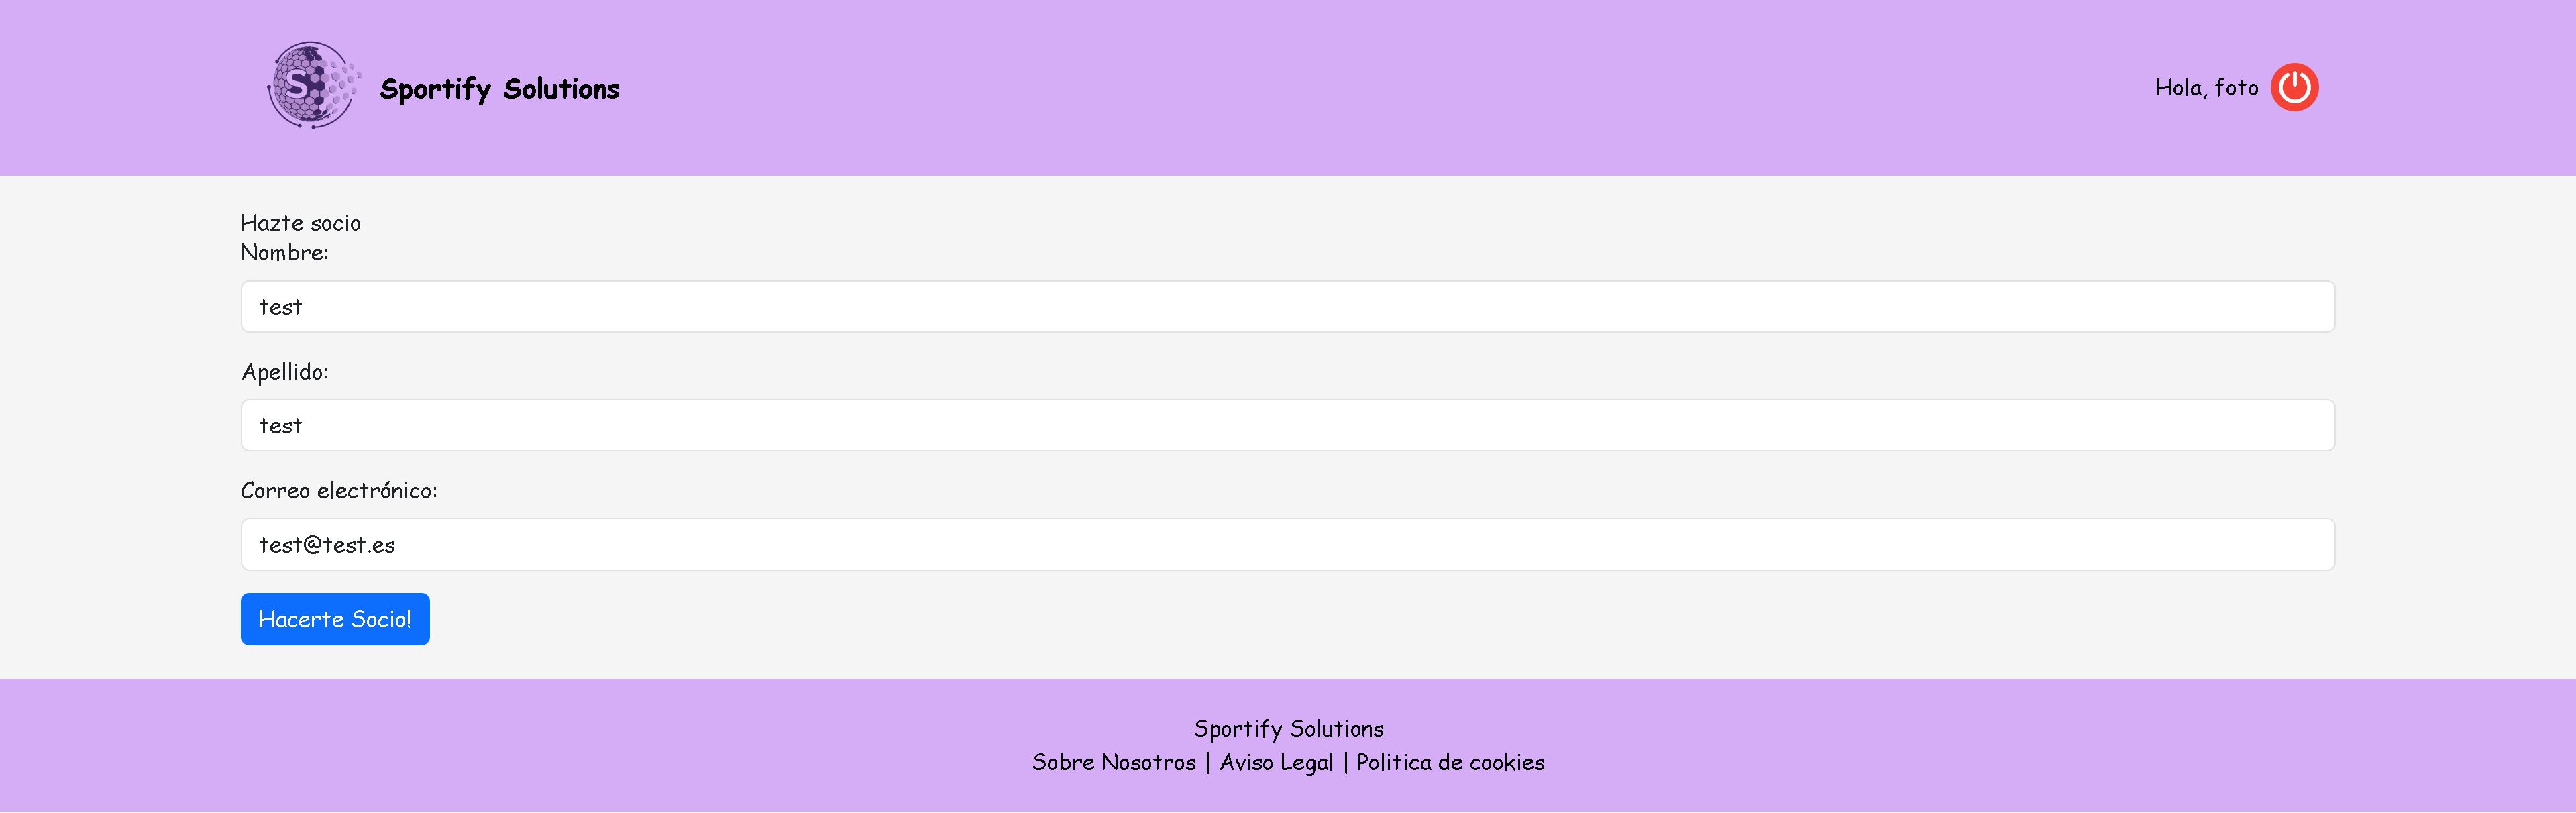 S
Sportify Solutions
Hola, foto
Hazte socio
Nombre:
test
Apellido:
test
Correo electrónico:
test@test.es
Hacerte Socio!
Sportify Solutions
Sobre Nosotros | Aviso Legal | Politica de cookies